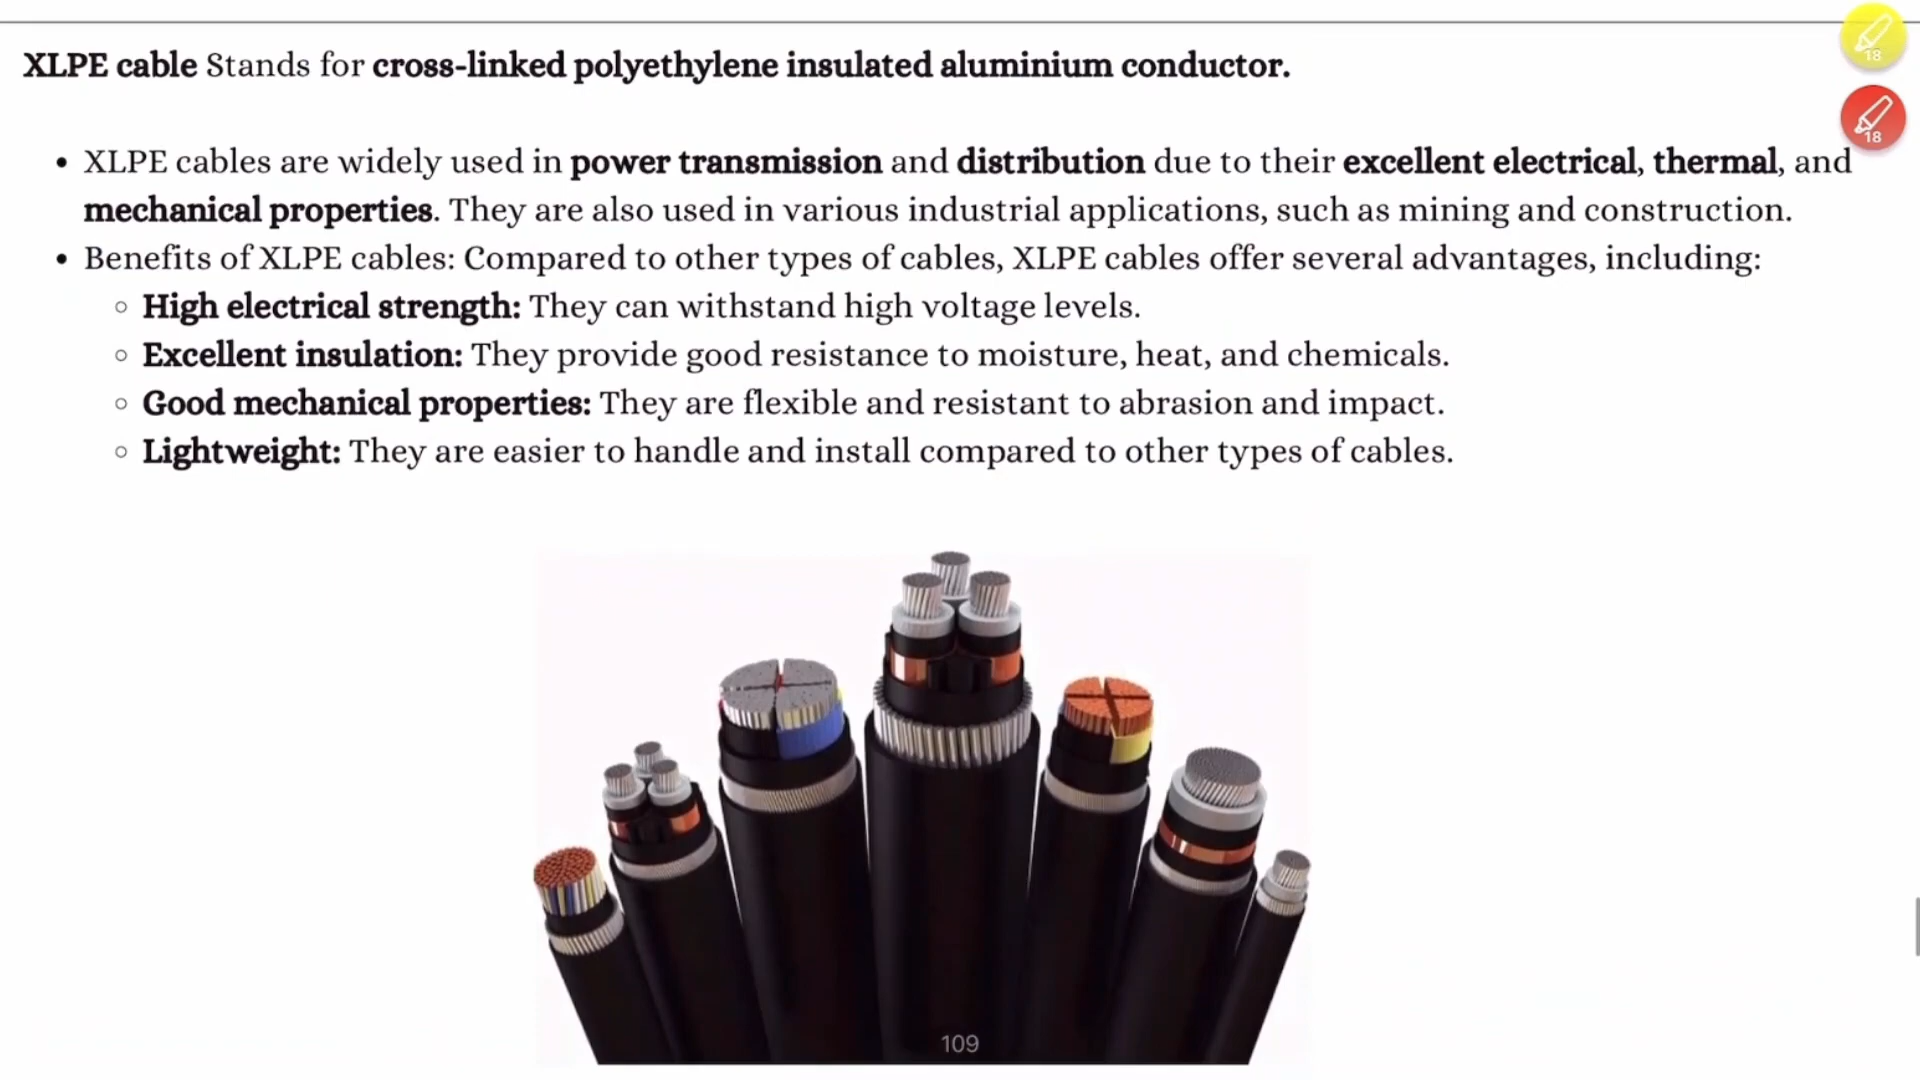 XLPE cable Stands for cross-linked polyethylene insulated aluminium conductor.
• XLPE cables are widely used in power transmission and distribution due to their excellent electrical, thermal, and
mechanical properties. They are also used in various industrial applications, such as mining and construction.
• Benefits of XLPE cables: Compared to other types of cables, XLPE cables offer several advantages, including:
○ High electrical strength: They can withstand high voltage levels.
○ Excellent insulation: They provide good resistance to moisture, heat, and chemicals.
○ Good mechanical properties: They are flexible and resistant to abrasion and impact.
○ Lightweight: They are easier to handle and install compared to other types of cables.
109
18
18